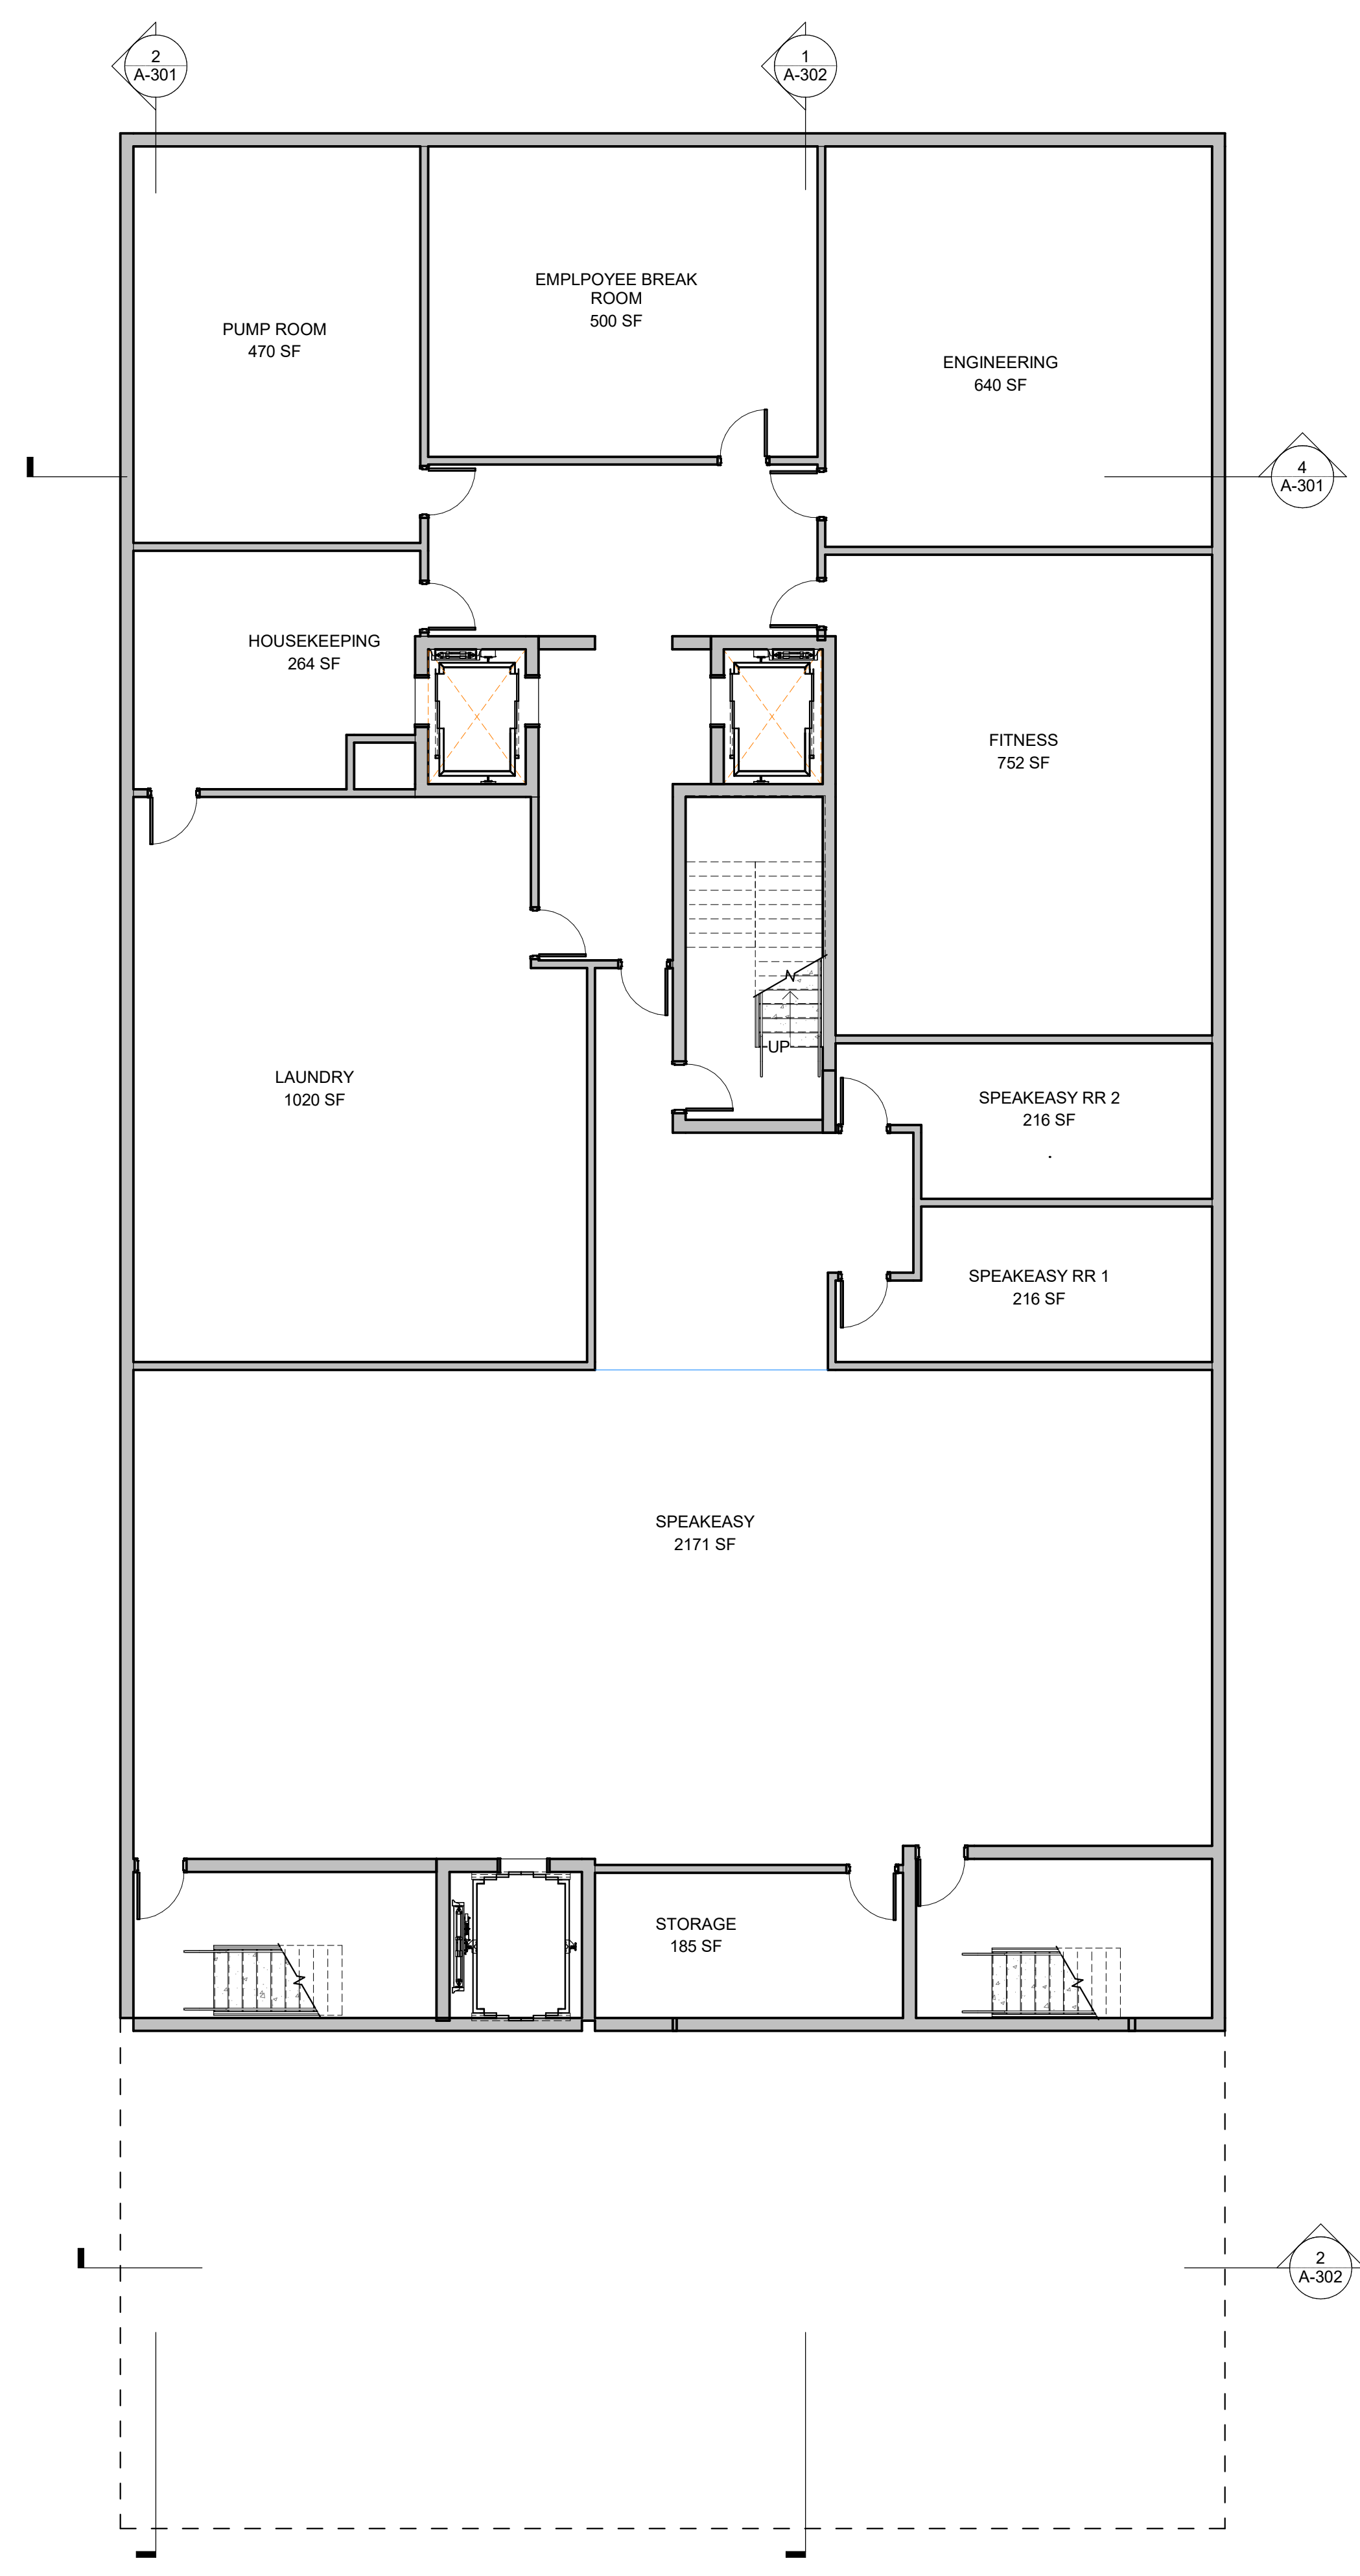 2
A-301
1
A-302
EMPLPOYEE BREAK
ROOM
500 SF
PUMP ROOM
470 SF
ENGINEERING
640 SF
4
A-301
HOUSEKEEPING
264 SF
FITNESS
752 SF
UP
LAUNDRY
1020 SF
SPEAKEASY RR 2
216 SF
SPEAKEASY RR 1
216 SF
SPEAKEASY
2171 SF
STORAGE
185 SF
2
A-302